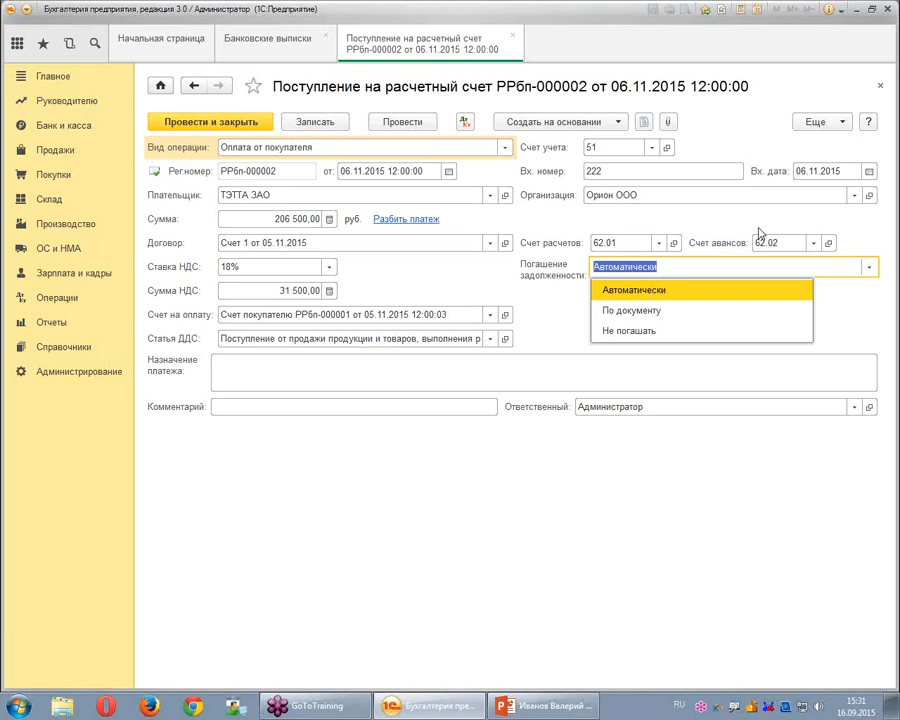 Бухгалтерия предприятия, редакция 3.0 / Администратор (1С:Предприятие)
M M+ M-
Начальная страница
Банковские выписки
Поступление на расчетный счет
РРбп-000002 от 06.11.2015 12:00:00
Главное
Руководителю
Банк и касса
Продажи
Покупки
Склад
Производство
ОС и НМА
Зарплата и кадры
Операции
Отчеты
Справочники
Администрирование
Поступление на расчетный счет РРбп-000002 от 06.11.2015 12:00:00
Провести и закрыть
Записать
Провести
Дт Кт
Создать на основании
Еще
?
Вид операции: Оплата от покупателя
Счет учета: 51
Рег.номер: РРбп-000002 от: 06.11.2015 12:00:00
Вх. номер: 222
Вх. дата: 06.11.2015
Плательщик: ТЭТТА ЗАО
Организация: Орион ООО
Сумма: 206 500,00 руб. Разбить платеж
Договор: Счет 1 от 05.11.2015
Счет расчетов: 62.01
Счет авансов: 62.02
Ставка НДС: 18%
Погашение
задолженности: Автоматически
Автоматически
По документу
Не погашать
Сумма НДС: 31 500,00
Счет на оплату: Счет покупателю РРбп-000001 от 05.11.2015 12:00:03
Статья ДДС: Поступление от продажи продукции и товаров, выполнения р
Назначение
платежа:
Комментарий:
Ответственный: Администратор
GoToTraining
Бухгалтерия пре...
Иванов Валерий ...
RU
15:31
16.09.2015